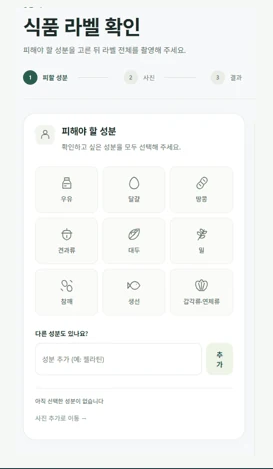 식품 라벨 확인
피해야 할 성분을 고른 뒤 라벨 전체를 촬영해 주세요.
1 피할 성분 2 사진 3 결과
피해야 할 성분
확인하고 싶은 성분을 모두 선택해 주세요.
우유 달걀 땅콩
견과류 대두 밀
참깨 생선 갑각류·연체류
다른 성분도 있나요?
성분 추가 (예: 젤라틴)
추
가
아직 선택한 성분이 없습니다
사진 추가로 이동 →